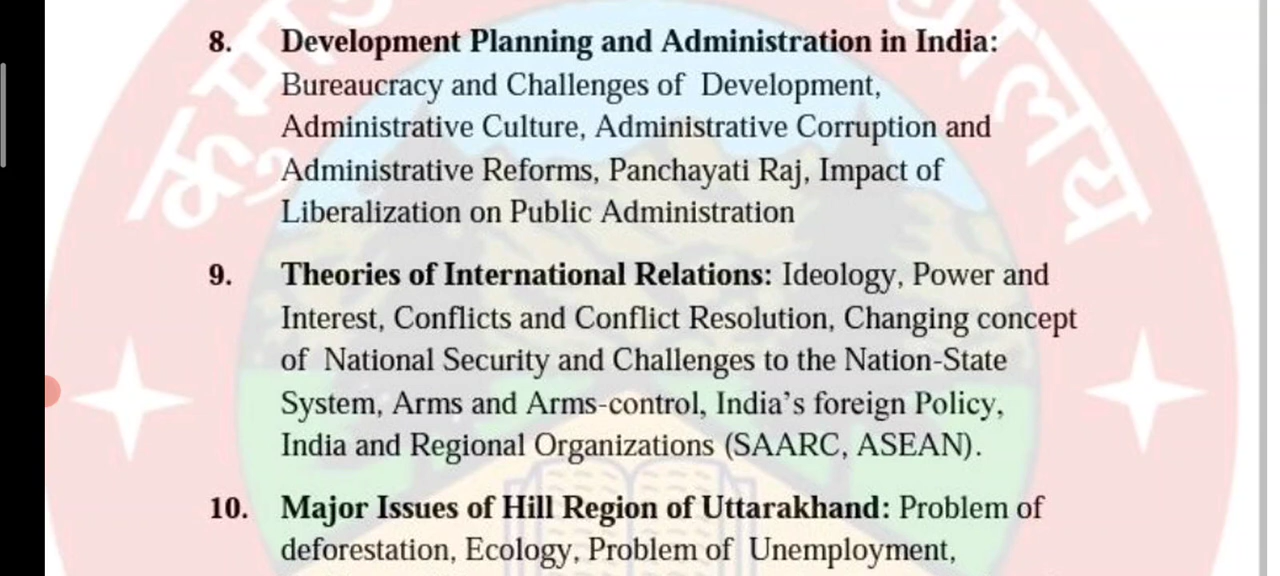 8. Development Planning and Administration in India:
Bureaucracy and Challenges of Development,
Administrative Culture, Administrative Corruption and
Administrative Reforms, Panchayati Raj, Impact of
Liberalization on Public Administration
9. Theories of International Relations: Ideology, Power and
Interest, Conflicts and Conflict Resolution, Changing concept
of National Security and Challenges to the Nation-State
System, Arms and Arms-control, India's foreign Policy,
India and Regional Organizations (SAARC, ASEAN).
10. Major Issues of Hill Region of Uttarakhand: Problem of
deforestation, Ecology, Problem of Unemployment,